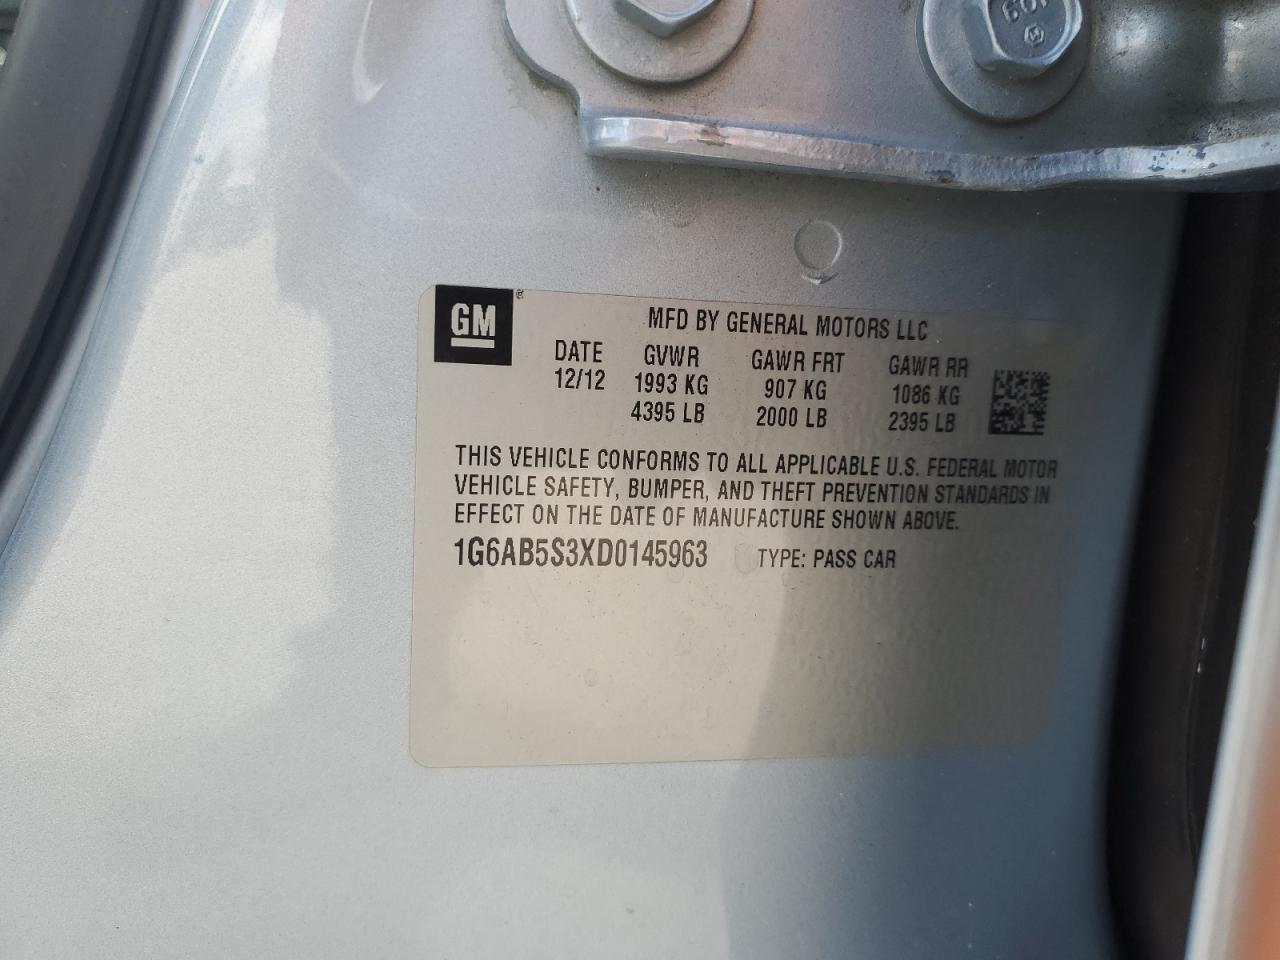 109
GM ®
MFD BY GENERAL MOTORS LLC
DATE GVWR GAWR FRT GAWR RR
12/12 1993 KG 907 KG 1086 KG
4395 LB 2000 LB 2395 LB
THIS VEHICLE CONFORMS TO ALL APPLICABLE U.S. FEDERAL MOTOR
VEHICLE SAFETY, BUMPER, AND THEFT PREVENTION STANDARDS IN
EFFECT ON THE DATE OF MANUFACTURE SHOWN ABOVE.
1G6AB5S3XD0145963 TYPE: PASS CAR